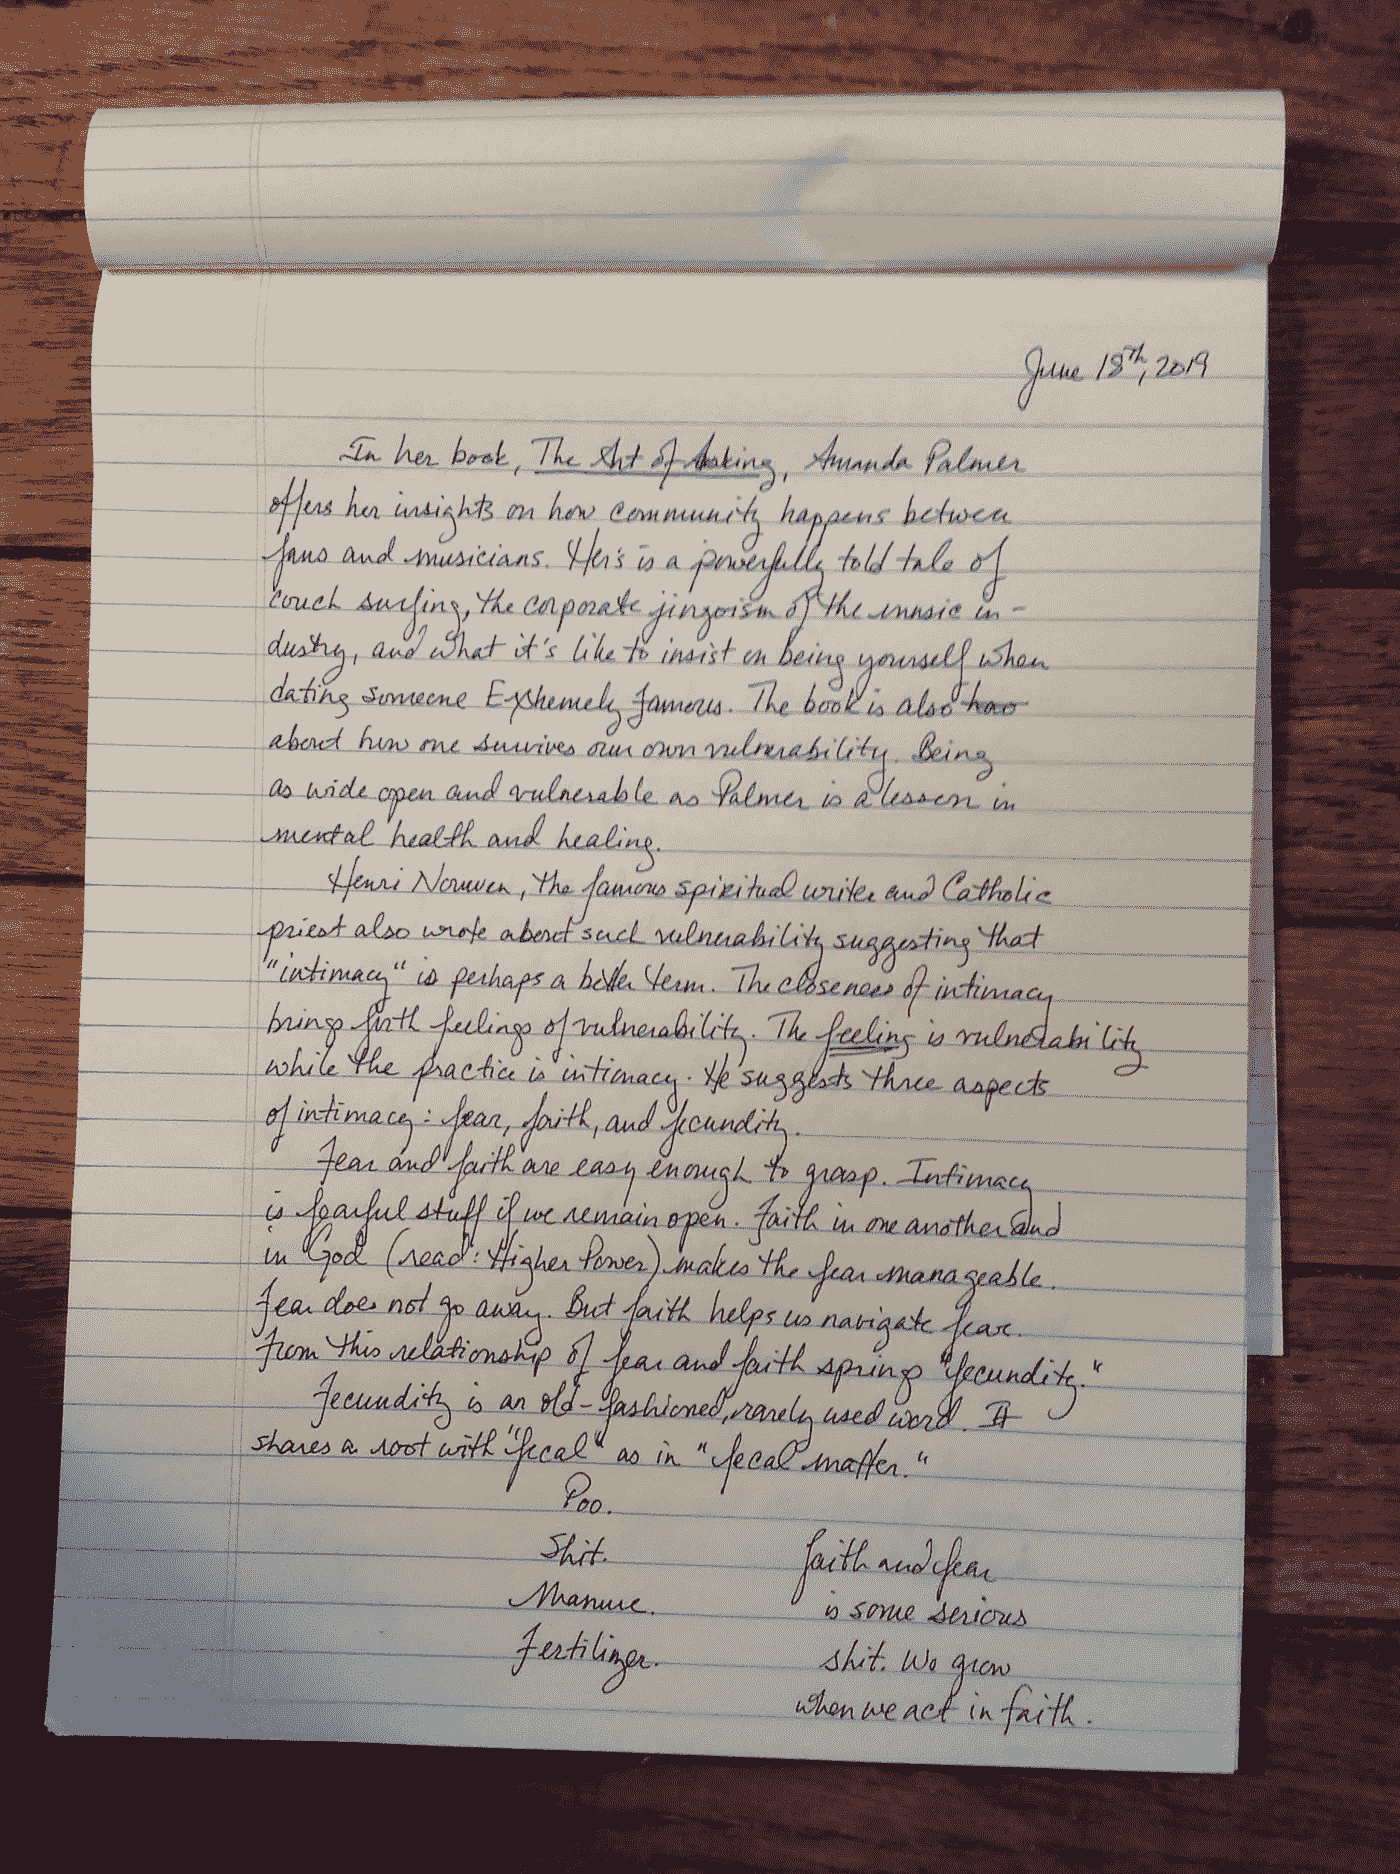 June 18th, 2019
In her book, The Art of Asking, Amanda Palmer
offers her insights on how community happens between
fans and musicians. Her's is a powerfully told tale of
couch surfing, the corporate jingoism of the music in-
dustry, and what it's like to insist on being yourself when
dating someone Extremely famous. The book is also how
about how one survives our own vulnerability. Being
as wide open and vulnerable as Palmer is a lesson in
mental health and healing.
Henri Nouwen, the famous spiritual writer and Catholic
priest also wrote about such vulnerability suggesting that
"intimacy" is perhaps a better term. The closeness of intimacy
brings forth feelings of vulnerability. The feeling is vulnerability
while the practice is intimacy. He suggests three aspects
of intimacy: fear, faith, and fecundity.
Fear and faith are easy enough to grasp. Intimacy
is fearful stuff if we remain open. Faith in one another and
in God (read: Higher Power) makes the fear manageable.
Fear does not go away. But faith helps us navigate fear.
From this relationship of fear and faith springs "fecundity."
Fecundity is an old-fashioned, rarely used word. It
shares a root with "fecal" as in "fecal matter."
Poo.
Shit.
Manure.
Fertilizer.
faith and fear
is some serious
shit. We grow
when we act in faith.